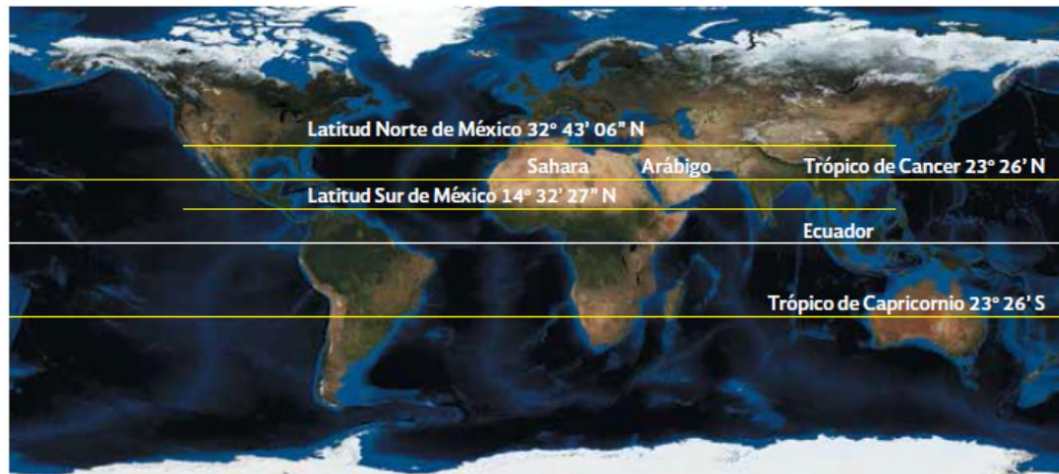 Latitud Norte de México 32° 43’ 06” N
Sahara
Arábigo
Trópico de Cancer 23° 26’ N
Latitud Sur de México 14° 32’ 27” N
Ecuador
Trópico de Capricornio 23° 26’ S